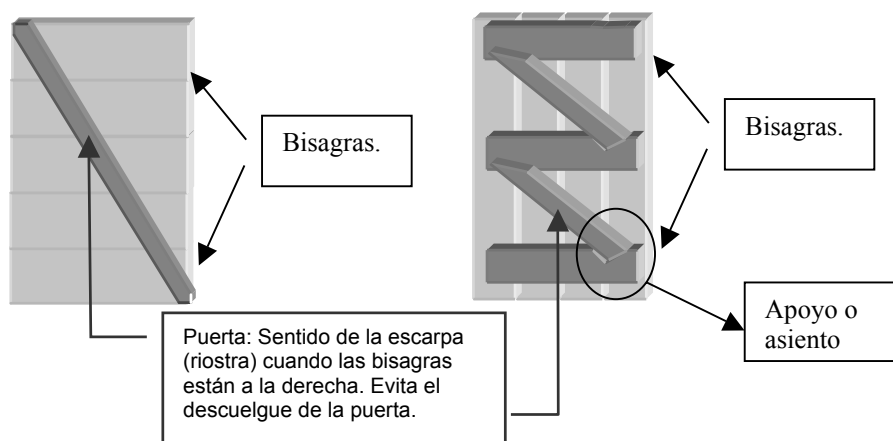 Bisagras.
Bisagras.
Apoyo o
asiento
Puerta: Sentido de la escarpa
(riostra) cuando las bisagras
están a la derecha. Evita el
descuelgue de la puerta.